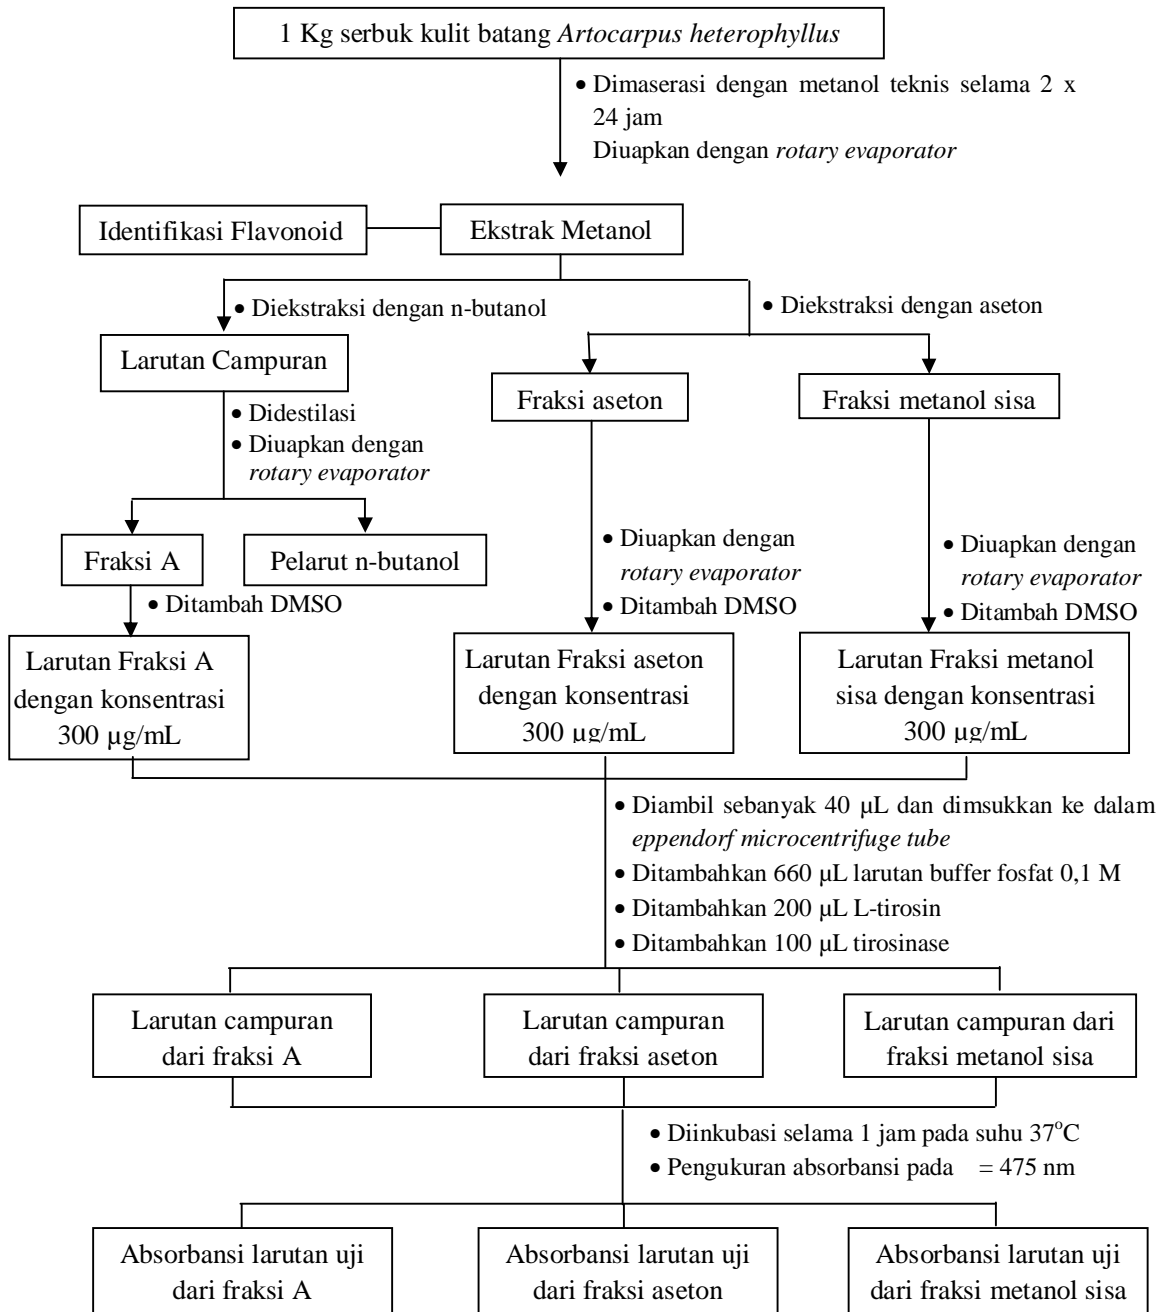 1 Kg serbuk kulit batang Artocarpus heterophyllus
• Dimaserasi dengan metanol teknis selama 2 x
24 jam
Diuapkan dengan rotary evaporator
Identifikasi Flavonoid
Ekstrak Metanol
• Diekstraksi dengan n-butanol
• Diekstraksi dengan aseton
Larutan Campuran
Fraksi aseton
Fraksi metanol sisa
• Didestilasi
• Diuapkan dengan
rotary evaporator
Fraksi A
Pelarut n-butanol
• Diuapkan dengan
rotary evaporator
• Ditambah DMSO
• Diuapkan dengan
rotary evaporator
• Ditambah DMSO
• Ditambah DMSO
Larutan Fraksi A
dengan konsentrasi
300 µg/mL
Larutan Fraksi aseton
dengan konsentrasi
300 µg/mL
Larutan Fraksi metanol
sisa dengan konsentrasi
300 µg/mL
• Diambil sebanyak 40 µL dan dimsukkan ke dalam
eppendorf microcentrifuge tube
• Ditambahkan 660 µL larutan buffer fosfat 0,1 M
• Ditambahkan 200 µL L-tirosin
• Ditambahkan 100 µL tirosinase
Larutan campuran
dari fraksi A
Larutan campuran
dari fraksi aseton
Larutan campuran dari
fraksi metanol sisa
• Diinkubasi selama 1 jam pada suhu 37°C
• Pengukuran absorbansi pada = 475 nm
Absorbansi larutan uji
dari fraksi A
Absorbansi larutan uji
dari fraksi aseton
Absorbansi larutan uji
dari fraksi metanol sisa